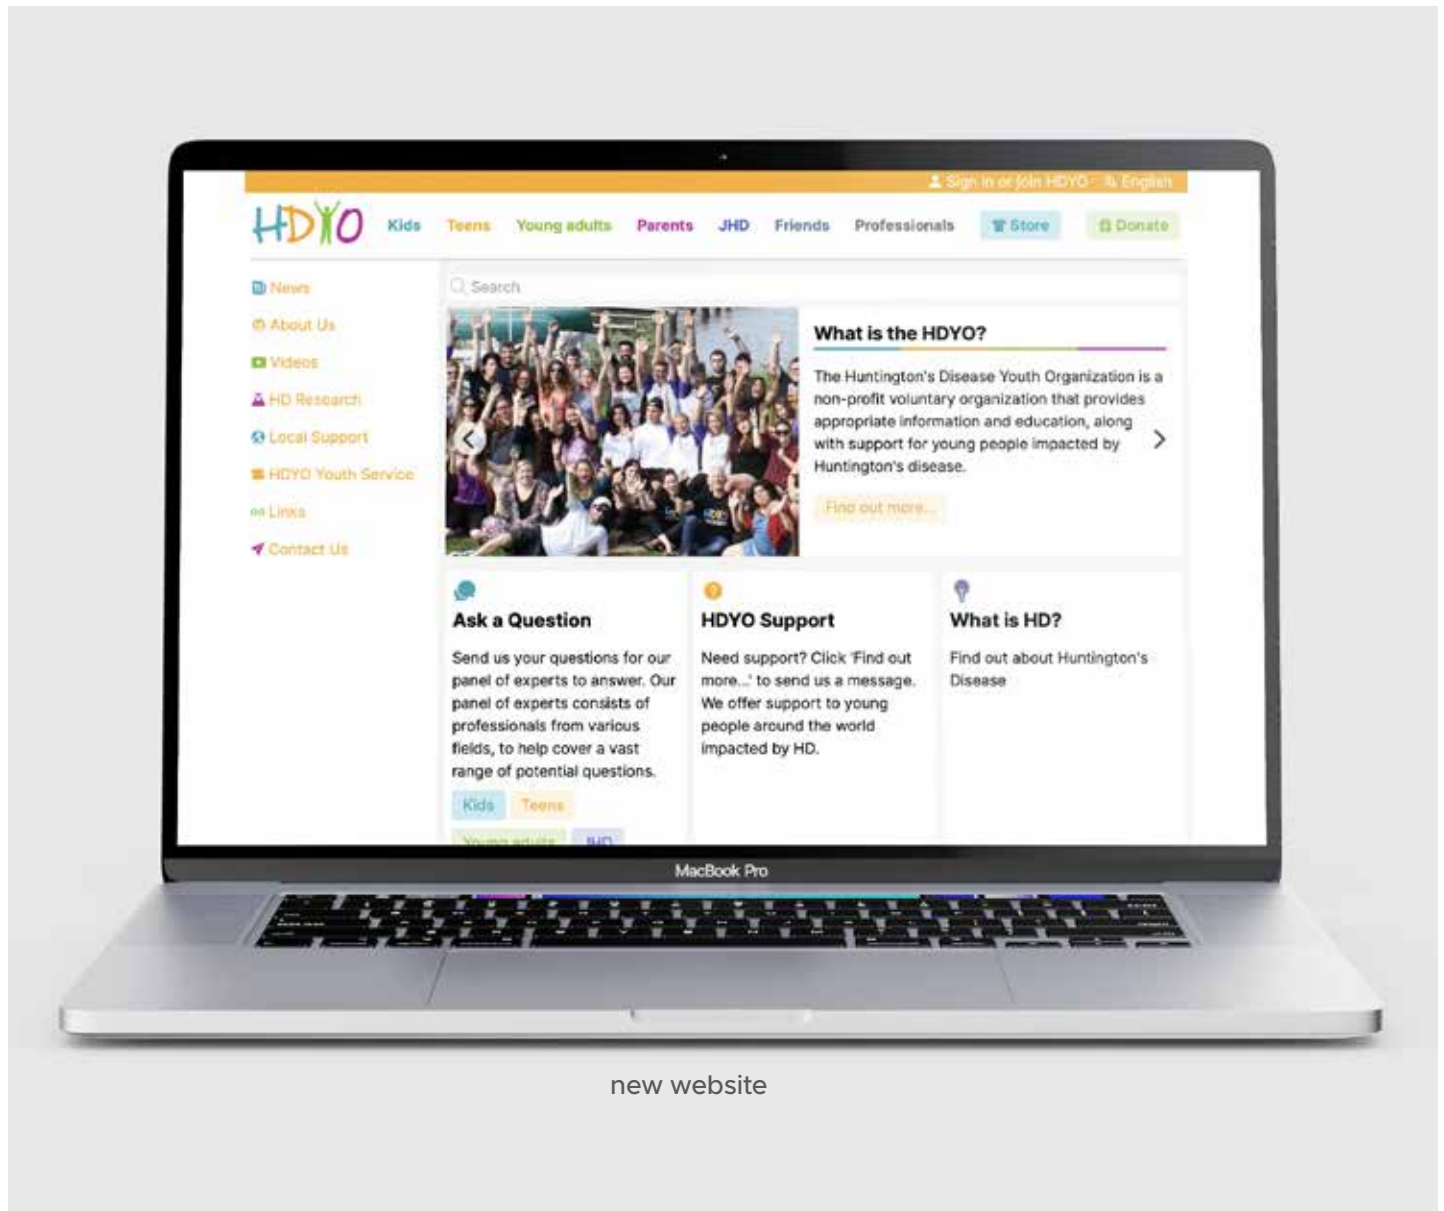 Sign in or join HDYO English
HDYO Kids Teens Young adults Parents JHD Friends Professionals Store Donate
News
About Us
Videos
HD Research
Local Support
HDYO Youth Service
Links
Contact Us
Search
What is the HDYO?
The Huntington's Disease Youth Organization is a
non-profit voluntary organization that provides
appropriate information and education, along
with support for young people impacted by
Huntington's disease.
Find out more...
Ask a Question
Send us your questions for our
panel of experts to answer. Our
panel of experts consists of
professionals from various
fields, to help cover a vast
range of potential questions.
Kids Teens
Young adults JHD
HDYO Support
Need support? Click 'Find out
more...' to send us a message.
We offer support to young
people around the world
impacted by HD.
What is HD?
Find out about Huntington's
Disease
MacBook Pro
new website